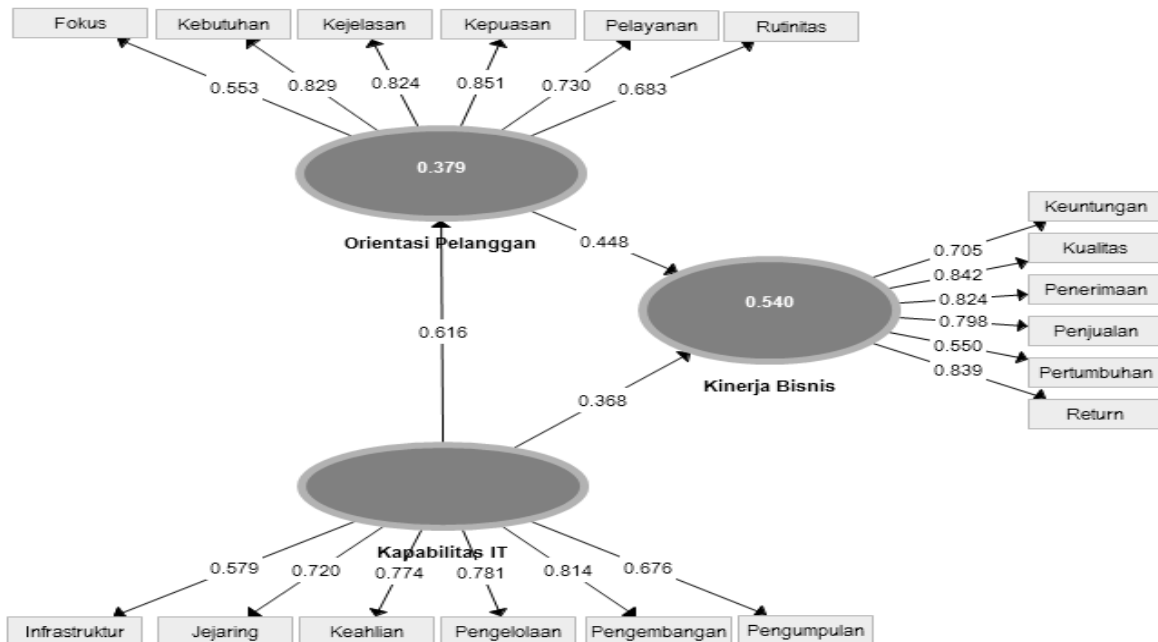 Fokus
Kebutuhan
Kejelasan
Kepuasan
Pelayanan
Rutinitas
0.553
0.829
0.824
0.851
0.730
0.683
0.379
Orientasi Pelanggan
0.448
Keuntungan
0.705
Kualitas
0.842
Penerimaan
0.824
0.540
0.798
Penjualan
0.550
Pertumbuhan
0.839
Return
Kinerja Bisnis
0.616
0.368
Kapabilitas IT
0.579
0.720
0.774
0.781
0.814
0.676
Infrastruktur
Jejaring
Keahlian
Pengelolaan
Pengembangan
Pengumpulan